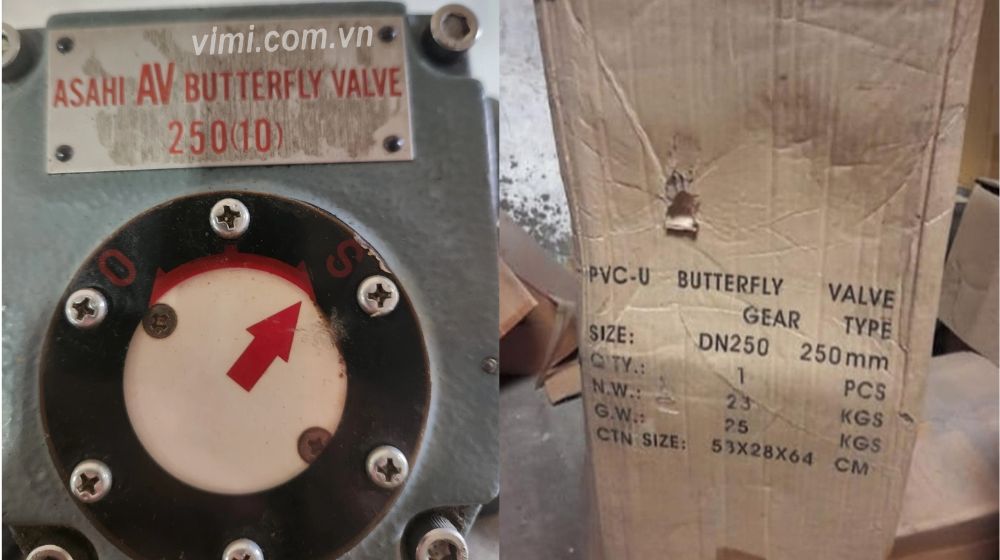 vimi.com.vn
ASAHI AV BUTTERFLY VALVE
250(10)
O S
PVC-U BUTTERFLY VALVE
GEAR TYPE
SIZE: DN250 250mm
Q'TY.: 1 PCS
N.W.: 23 KGS
G.W.: 25 KGS
CTN SIZE: 53X28X64 CM